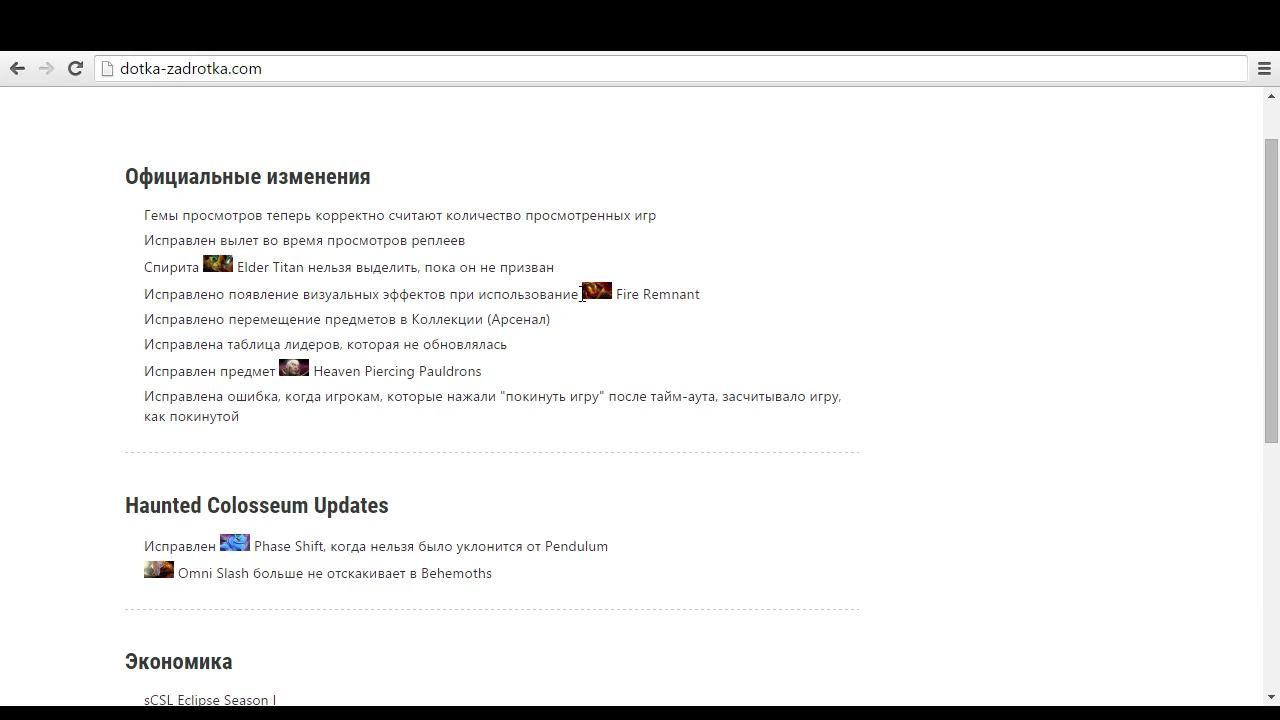 dotka-zadrotka.com
Официальные изменения
Гемы просмотров теперь корректно считают количество просмотренных игр
Исправлен вылет во время просмотров реплеев
Спирита Elder Titan нельзя выделить, пока он не призван
Исправлено появление визуальных эффектов при использование Fire Remnant
Исправлено перемещение предметов в Коллекции (Арсенал)
Исправлена таблица лидеров, которая не обновлялась
Исправлен предмет Heaven Piercing Pauldrons
Исправлена ошибка, когда игрокам, которые нажали "покинуть игру" после тайм-аута, засчитывало игру,
как покинутой
Haunted Colosseum Updates
Исправлен Phase Shift, когда нельзя было уклонится от Pendulum
Omni Slash больше не отскакивает в Behemoths
Экономика
sCSL Eclipse Season I